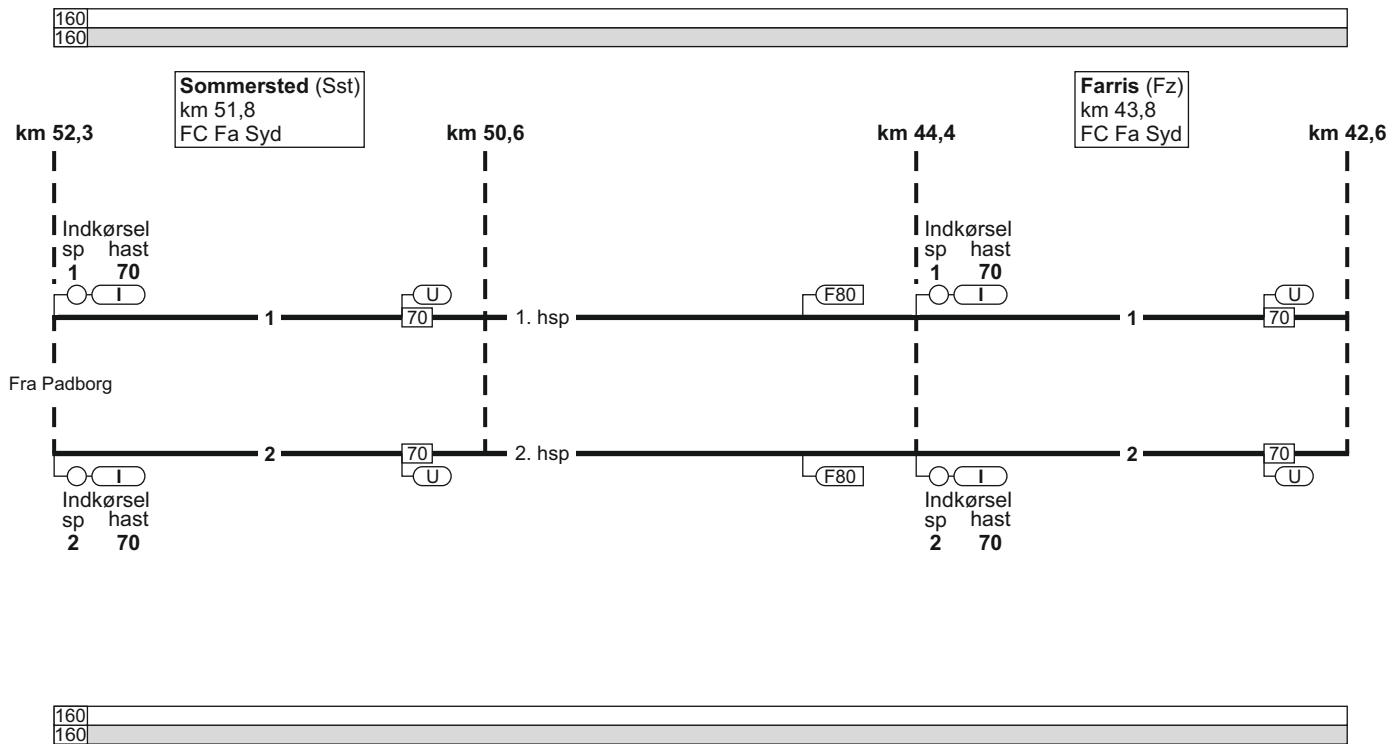 160
160
Sommersted (Sst)
km 51,8
FC Fa Syd
Farris (Fz)
km 43,8
FC Fa Syd
km 52,3
km 50,6
km 44,4
km 42,6
Indkørsel
sp hast
1 70
I
U
70
1
1. hsp
F80
Indkørsel
sp hast
1 70
I
U
70
1
Fra Padborg
2
70
2. hsp
2
70
I
U
F80
I
U
Indkørsel
sp hast
2 70
Indkørsel
sp hast
2 70
160
160